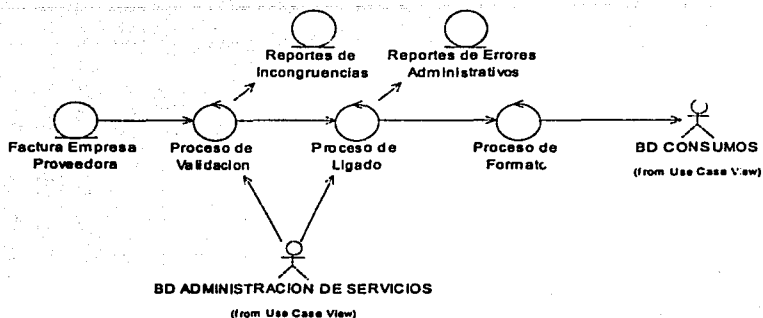 Reportes de
Incongruencias
Reportes de Errores
Administrativos
Factura Empresa
Proveedora
Proceso de
Validacion
Proceso de
Ligado
Proceso de
Formato
BD CONSUMOS
(from Use Case View)
BD ADMINISTRACION DE SERVICIOS
(from Use Case View)